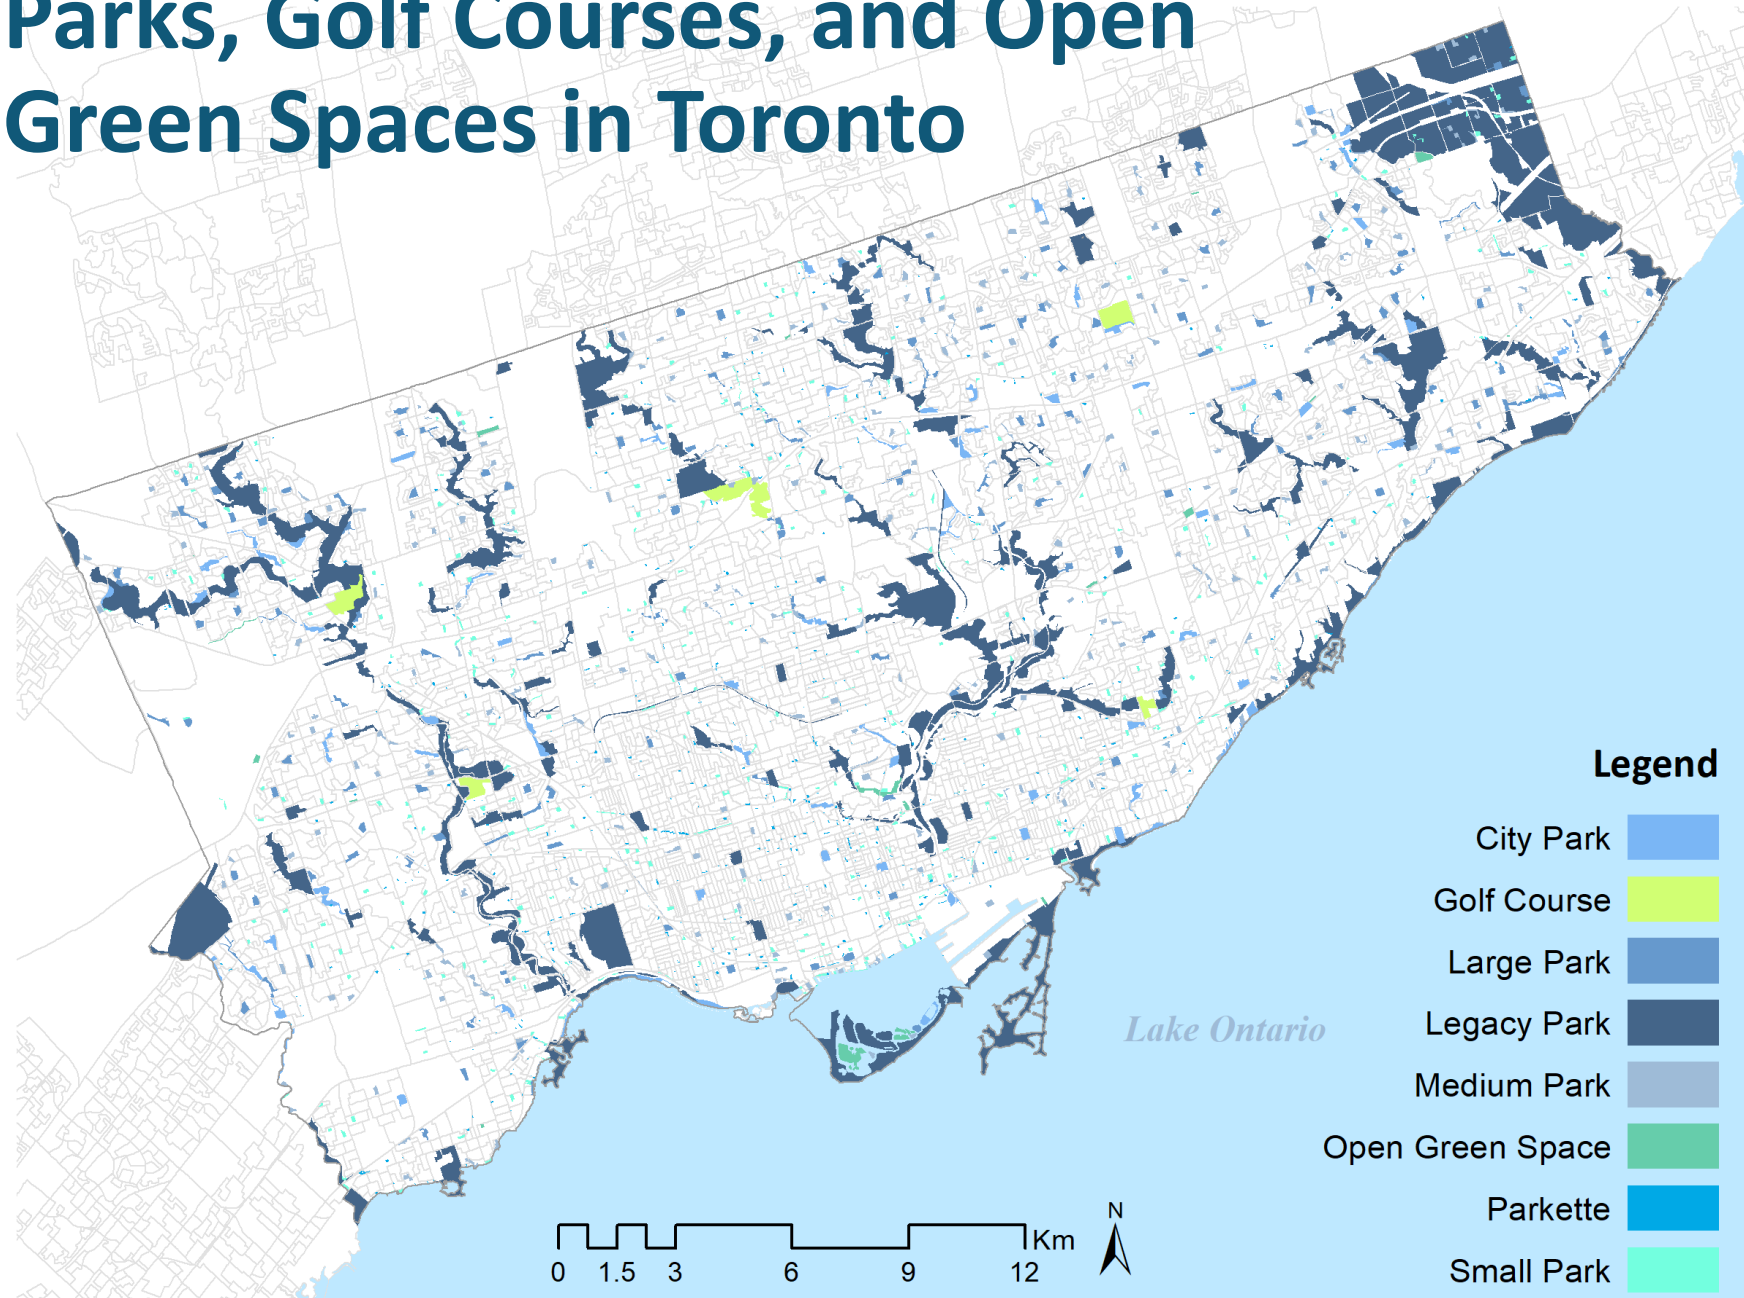 Parks, Golf Courses, and Open
Green Spaces in Toronto
Legend
City Park
Golf Course
Large Park
Legacy Park
Medium Park
Open Green Space
Parkette
Small Park
Lake Ontario
N
Km
0 1.5 3 6 9 12